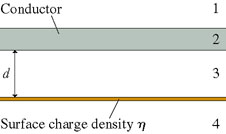 Conductor 1
2
d 3
Surface charge density η 4